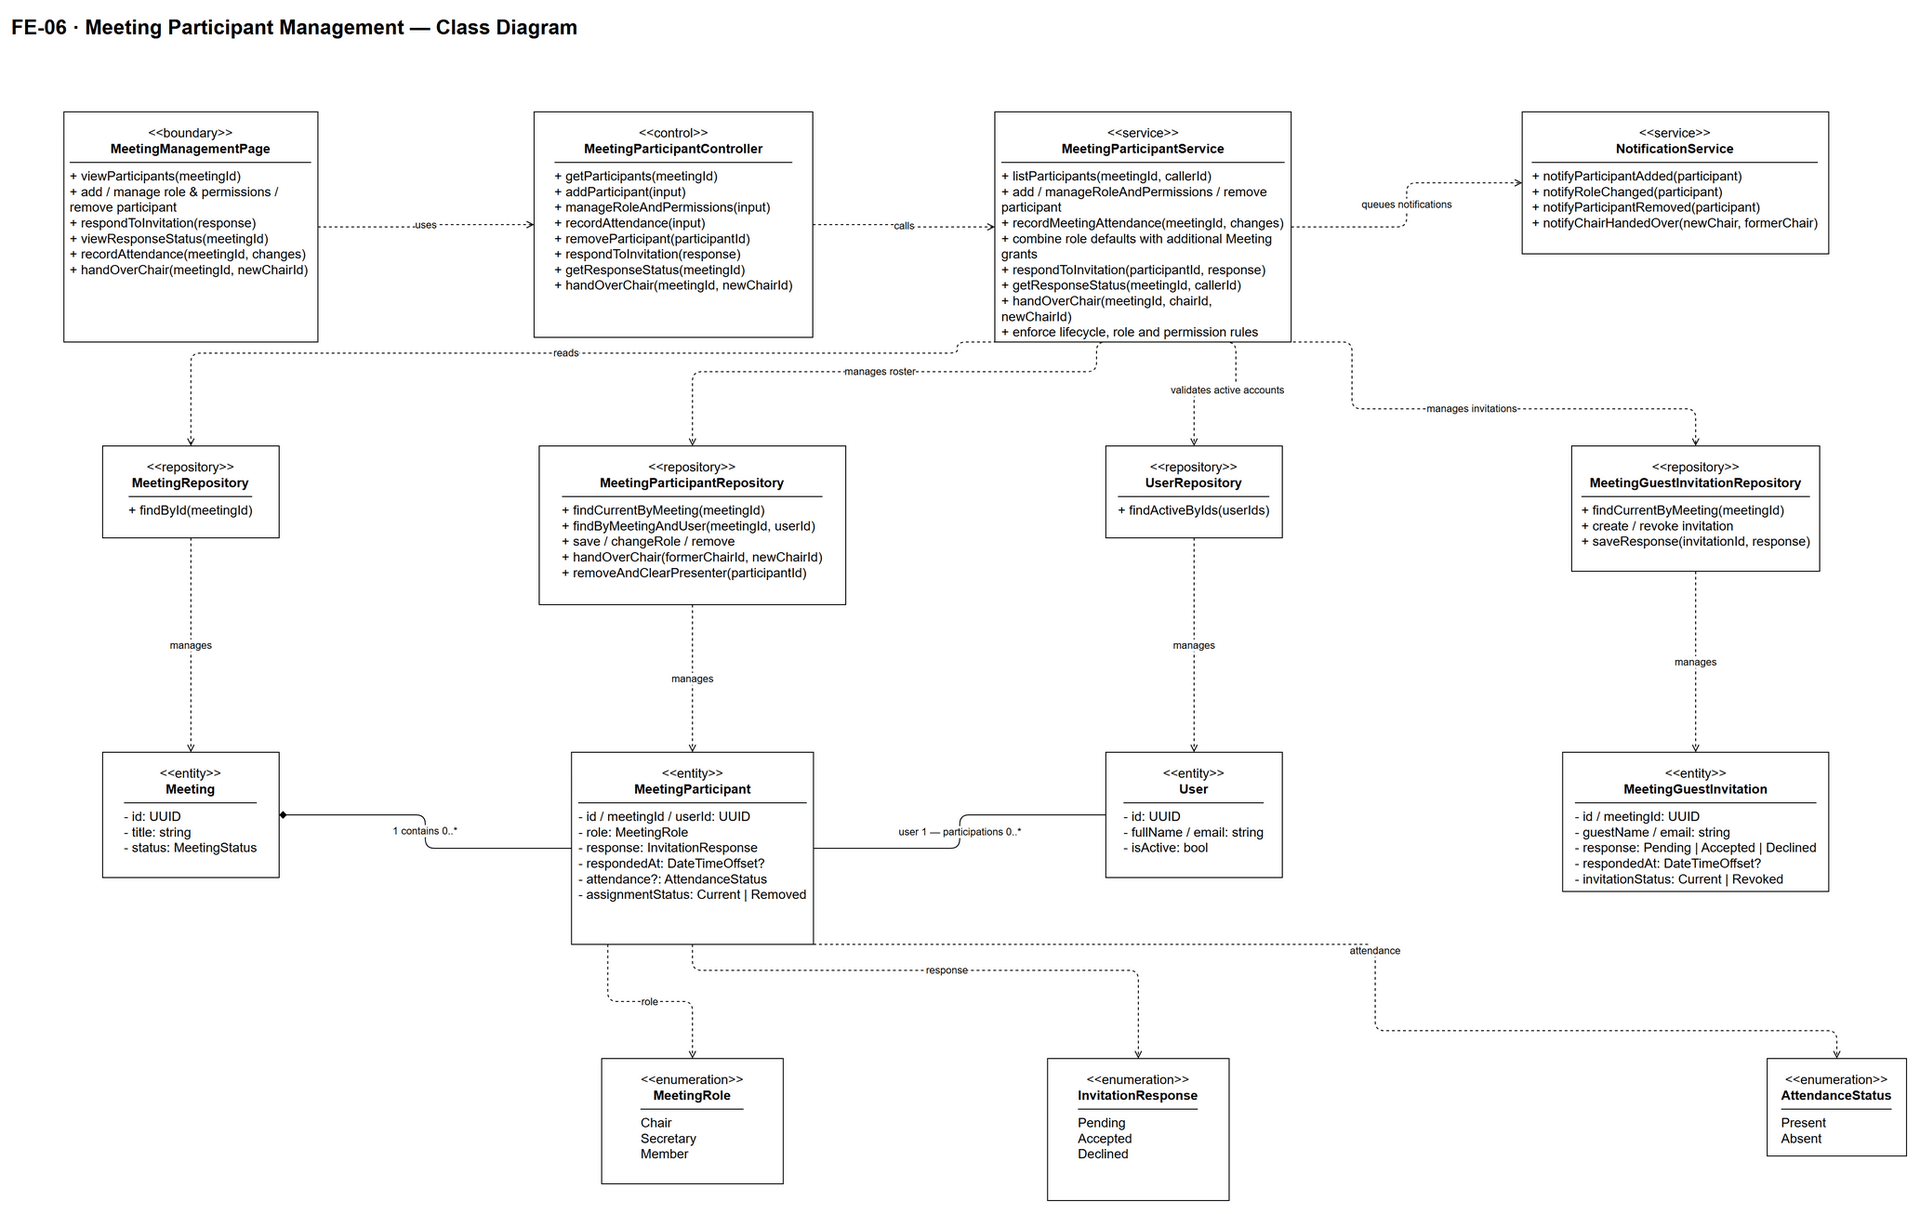 FE-06 · Meeting Participant Management — Class Diagram
<<boundary>>
MeetingManagementPage
+ viewParticipants(meetingId)
+ add / manage role & permissions /
remove participant
+ respondToInvitation(response)
+ viewResponseStatus(meetingId)
+ recordAttendance(meetingId, changes)
+ handOverChair(meetingId, newChairId)
uses
<<control>>
MeetingParticipantController
+ getParticipants(meetingId)
+ addParticipant(input)
+ manageRoleAndPermissions(input)
+ recordAttendance(input)
+ removeParticipant(participantId)
+ respondToInvitation(response)
+ getResponseStatus(meetingId)
+ handOverChair(meetingId, newChairId)
calls
<<service>>
MeetingParticipantService
+ listParticipants(meetingId, callerId)
+ add / manageRoleAndPermissions / remove
participant
+ recordMeetingAttendance(meetingId, changes)
+ combine role defaults with additional Meeting
grants
+ respondToInvitation(participantId, response)
+ getResponseStatus(meetingId, callerId)
+ handOverChair(meetingId, chairId,
newChairId)
+ enforce lifecycle, role and permission rules
queues notifications
<<service>>
NotificationService
+ notifyParticipantAdded(participant)
+ notifyRoleChanged(participant)
+ notifyParticipantRemoved(participant)
+ notifyChairHandedOver(newChair, formerChair)
reads
manages roster
validates active accounts
manages invitations
<<repository>>
MeetingRepository
+ findById(meetingId)
<<repository>>
MeetingParticipantRepository
+ findCurrentByMeeting(meetingId)
+ findByMeetingAndUser(meetingId, userId)
+ save / changeRole / remove
+ handOverChair(formerChairId, newChairId)
+ removeAndClearPresenter(participantId)
<<repository>>
UserRepository
+ findActiveByIds(userIds)
<<repository>>
MeetingGuestInvitationRepository
+ findCurrentByMeeting(meetingId)
+ create / revoke invitation
+ saveResponse(invitationId, response)
manages
manages
manages
manages
<<entity>>
Meeting
- id: UUID
- title: string
- status: MeetingStatus
1 contains 0..*
<<entity>>
MeetingParticipant
- id / meetingId / userId: UUID
- role: MeetingRole
- response: InvitationResponse
- respondedAt: DateTimeOffset?
- attendance?: AttendanceStatus
- assignmentStatus: Current | Removed
user 1 — participations 0..*
<<entity>>
User
- id: UUID
- fullName / email: string
- isActive: bool
<<entity>>
MeetingGuestInvitation
- id / meetingId: UUID
- guestName / email: string
- response: Pending | Accepted | Declined
- respondedAt: DateTimeOffset?
- invitationStatus: Current | Revoked
attendance
response
role
<<enumeration>>
MeetingRole
Chair
Secretary
Member
<<enumeration>>
InvitationResponse
Pending
Accepted
Declined
<<enumeration>>
AttendanceStatus
Present
Absent